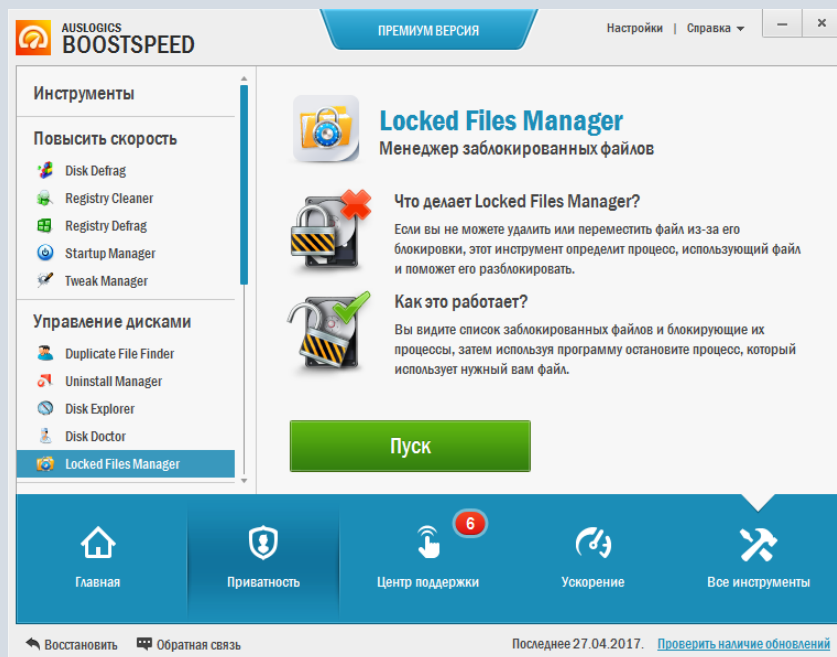 AUSLOGICS
BOOSTSPEED
ПРЕМИУМ ВЕРСИЯ
Настройки | Справка
Инструменты
Повысить скорость
Disk Defrag
Registry Cleaner
Registry Defrag
Startup Manager
Tweak Manager
Управление дисками
Duplicate File Finder
Uninstall Manager
Disk Explorer
Disk Doctor
Locked Files Manager
Locked Files Manager
Менеджер заблокированных файлов
Что делает Locked Files Manager?
Если вы не можете удалить или переместить файл из-за его
блокировки, этот инструмент определит процесс, использующий файл
и поможет его разблокировать.
Как это работает?
Вы видите список заблокированных файлов и блокирующие их
процессы, затем используя программу остановите процесс, который
использует нужный вам файл.
Пуск
Главная
Приватность
6
Центр поддержки
Ускорение
Все инструменты
Восстановить
Обратная связь
Последнее 27.04.2017. Проверить наличие обновлений